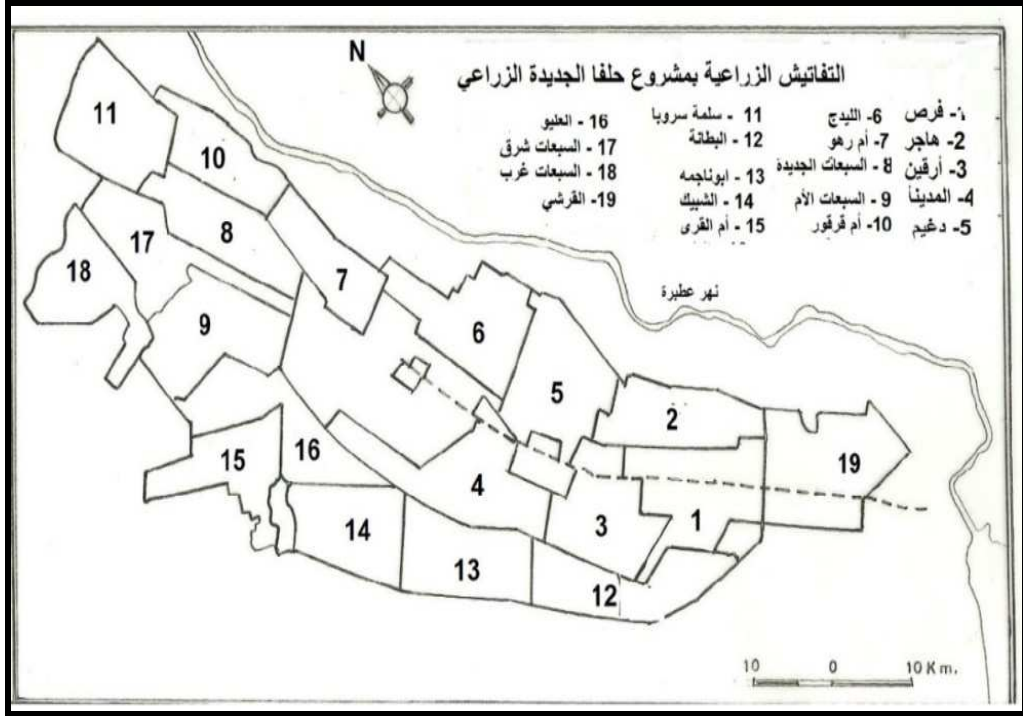 N
التفاتيش الزراعية بمشروع حلفا الجديدة الزراعي
١- فرص
2- هاجر
3- أرقين
4- المدينأ
5- دغيم
6- الليدج
7- أم رهو
8 - السبعات الجديدة
9 - السبعات الأم
10- أم قرقور
11 - سلمة سروبا
12 - البطانة
13 - ابوناجمه
14 - الشبيك
15 - أم القرى
16 - العليو
17 - السبعات شرق
18 - السبعات غرب
19- القرشي
نهر عطبرة
11
10
8
17
18
7
9
6
5
2
19
16
15
4
1
3
14
13
12
10 0 10 Km.